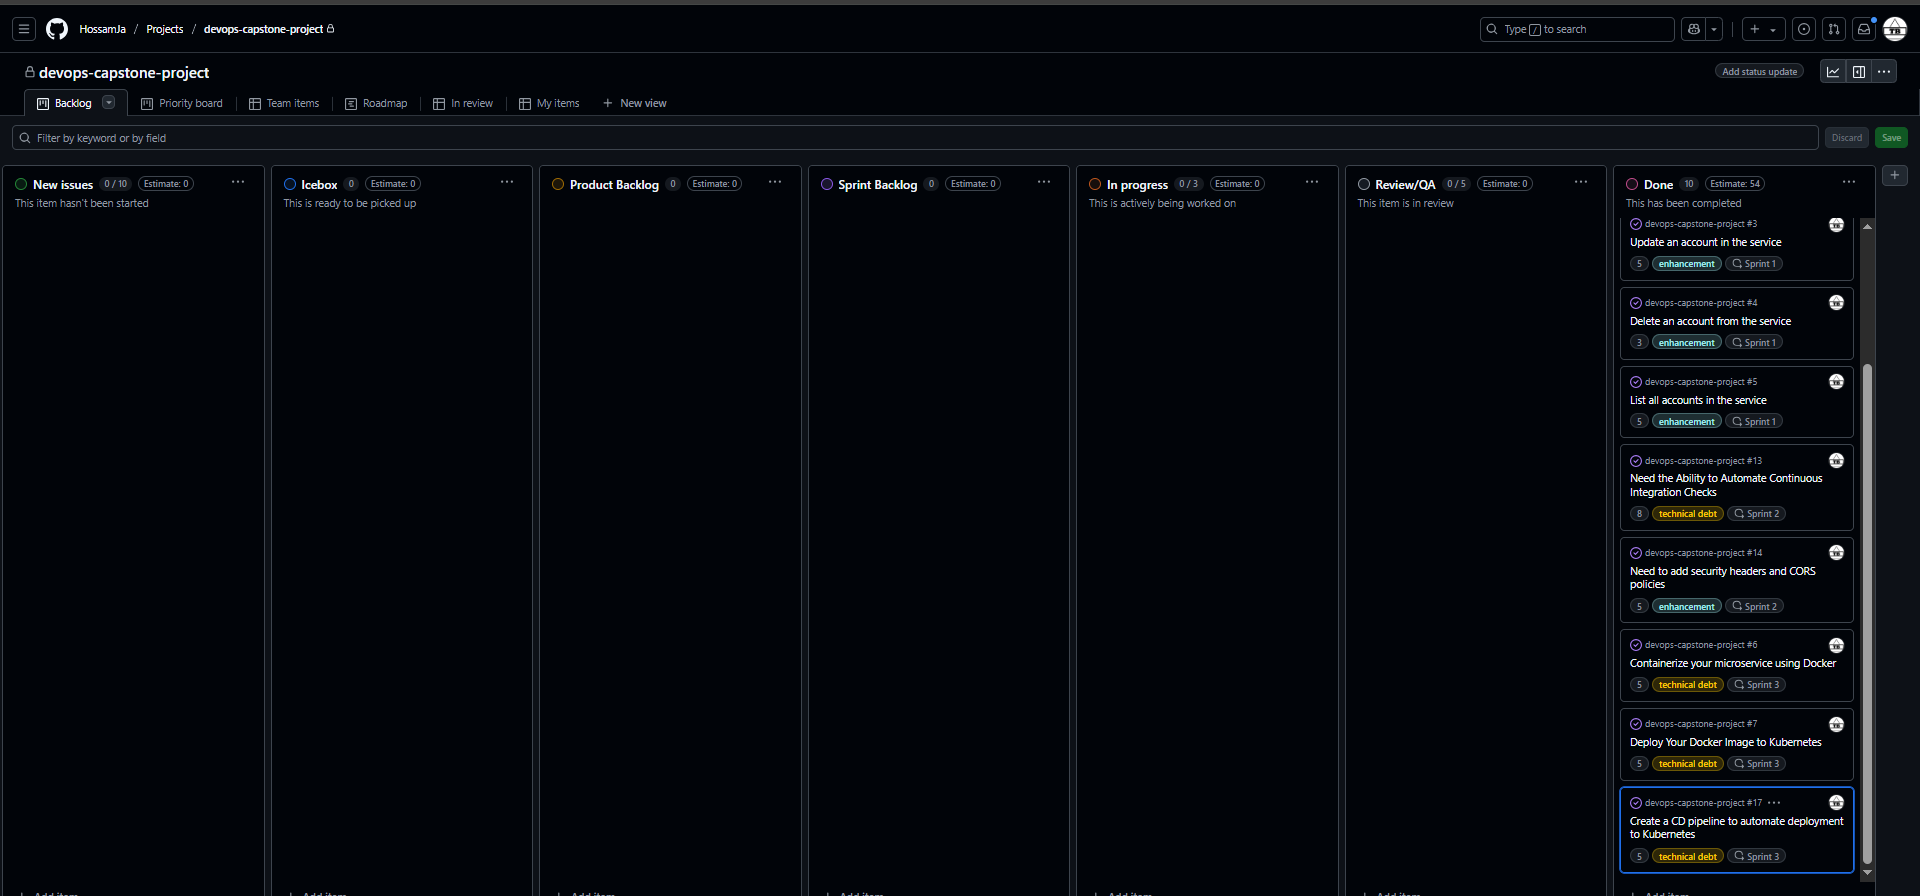 HossamJa / Projects / devops-capstone-project
Type / to search
devops-capstone-project
Add status update
Backlog
Priority board
Team items
Roadmap
In review
My items
New view
Filter by keyword or by field
Discard
Save
New issues 0 / 10 Estimate: 0
This item hasn't been started
Icebox 0 Estimate: 0
This is ready to be picked up
Product Backlog 0 Estimate: 0
Sprint Backlog 0 Estimate: 0
In progress 0 / 3 Estimate: 0
This is actively being worked on
Review/QA 0 / 5 Estimate: 0
This item is in review
Done 10 Estimate: 54
This has been completed
devops-capstone-project #3
Update an account in the service
5 enhancement Sprint 1
devops-capstone-project #4
Delete an account from the service
3 enhancement Sprint 1
devops-capstone-project #5
List all accounts in the service
5 enhancement Sprint 1
devops-capstone-project #13
Need the Ability to Automate Continuous
Integration Checks
8 technical debt Sprint 2
devops-capstone-project #14
Need to add security headers and CORS
policies
5 enhancement Sprint 2
devops-capstone-project #6
Containerize your microservice using Docker
5 technical debt Sprint 3
devops-capstone-project #7
Deploy Your Docker Image to Kubernetes
5 technical debt Sprint 3
devops-capstone-project #17
Create a CD pipeline to automate deployment
to Kubernetes
5 technical debt Sprint 3
Add item
Add item
Add item
Add item
Add item
Add item
Add item